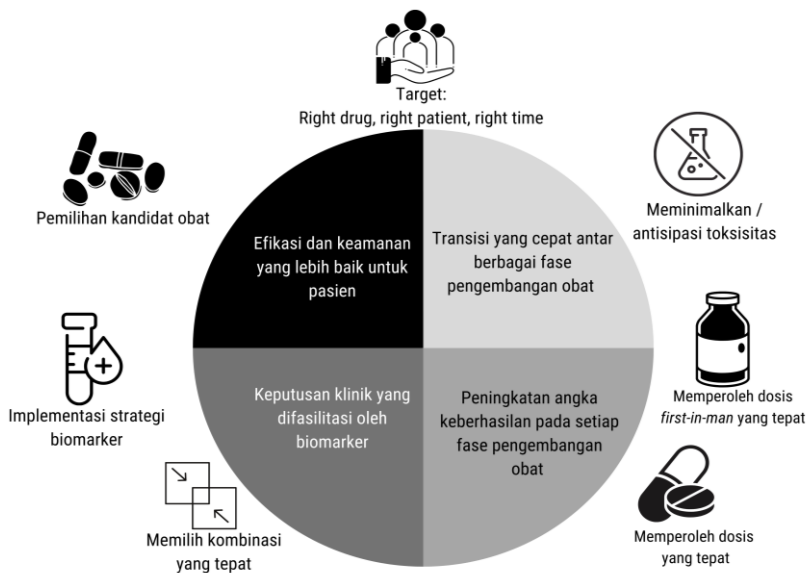 Target:
Right drug, right patient, right time
Pemilihan kandidat obat
Meminimalkan /
antisipasi toksisitas
Efikasi dan keamanan
yang lebih baik untuk
pasien
Transisi yang cepat antar
berbagai fase
pengembangan obat
Implementasi strategi
biomarker
Keputusan klinik yang
difasilitasi oleh
biomarker
Peningkatan angka
keberhasilan pada setiap
fase pengembangan
obat
Memperoleh dosis
first-in-man yang tepat
Memilih kombinasi
yang tepat
Memperoleh dosis
yang tepat